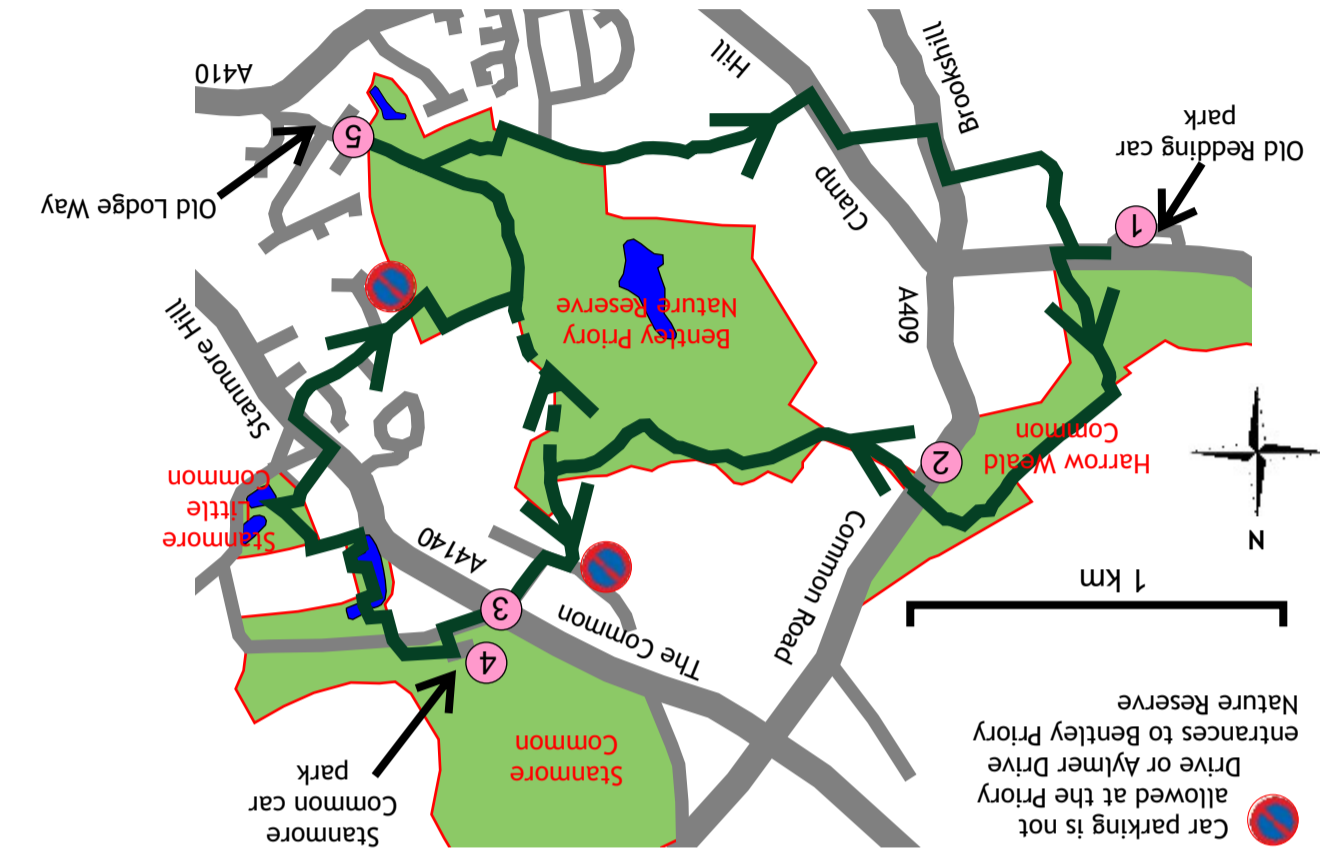 Car parking is not
allowed at the Priory
Drive or Aylmer Drive
entrances to Bentley Priory
Nature Reserve
Stanmore
Common car
park
Stanmore
Common
4
The Common
Common Road
3
1 km
N
A4140
Stanmore
Little
Common
2
Harrow Weald
Common
Stanmore Hill
Bentley Priory
Nature Reserve
A409
1
Old Redding car
park
Old Lodge Way
Clamp
Hill
5
Brookshill
A410